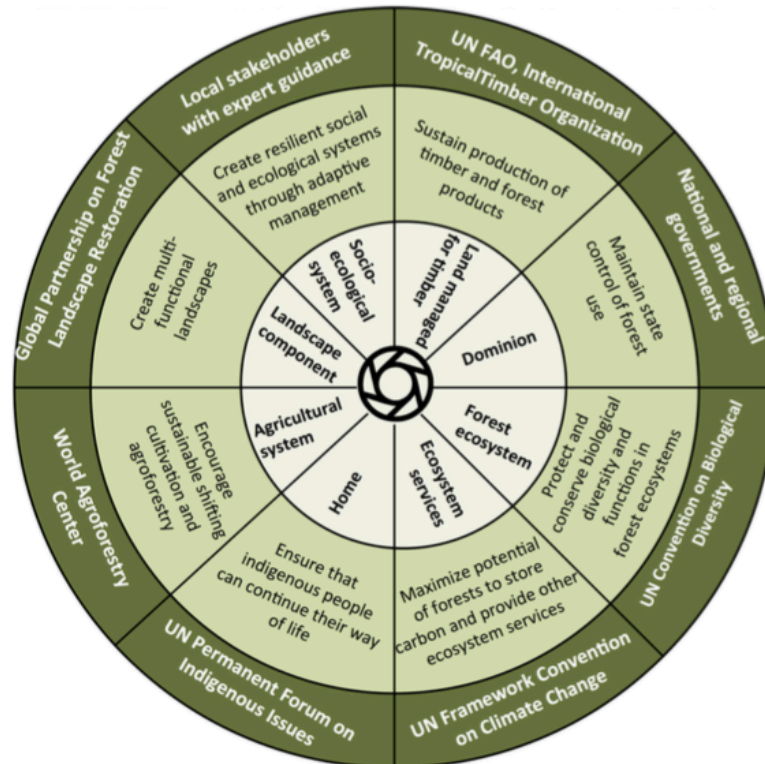 Local stakeholders
with expert guidance
UN FAO, International
TropicalTimber Organization
National and regional
governments
UN Convention on Biological
Diversity
UN Framework Convention
on Climate Change
UN Permanent Forum on
Indigenous Issues
World Agroforestry
Center
Global Partnership on Forest
Landscape Restoration
Create resilient social
and ecological systems
through adaptive
management
Sustain production of
timber and forest
products
Maintain state
control of forest
use
Protect and
conserve biological
diversity and
functions in
forest ecosystems
Maximize potential
of forests to store
carbon and provide other
ecosystem services
Ensure that
indigenous people
can continue their way
of life
Encourage
sustainable shifting
cultivation and
agroforestry
Create multi-
functional
landscapes
Socio-
ecological
system
Land managed
for timber
Dominion
Forest
ecosystem
Ecosystem
services
Home
Agricultural
system
Landscape
component